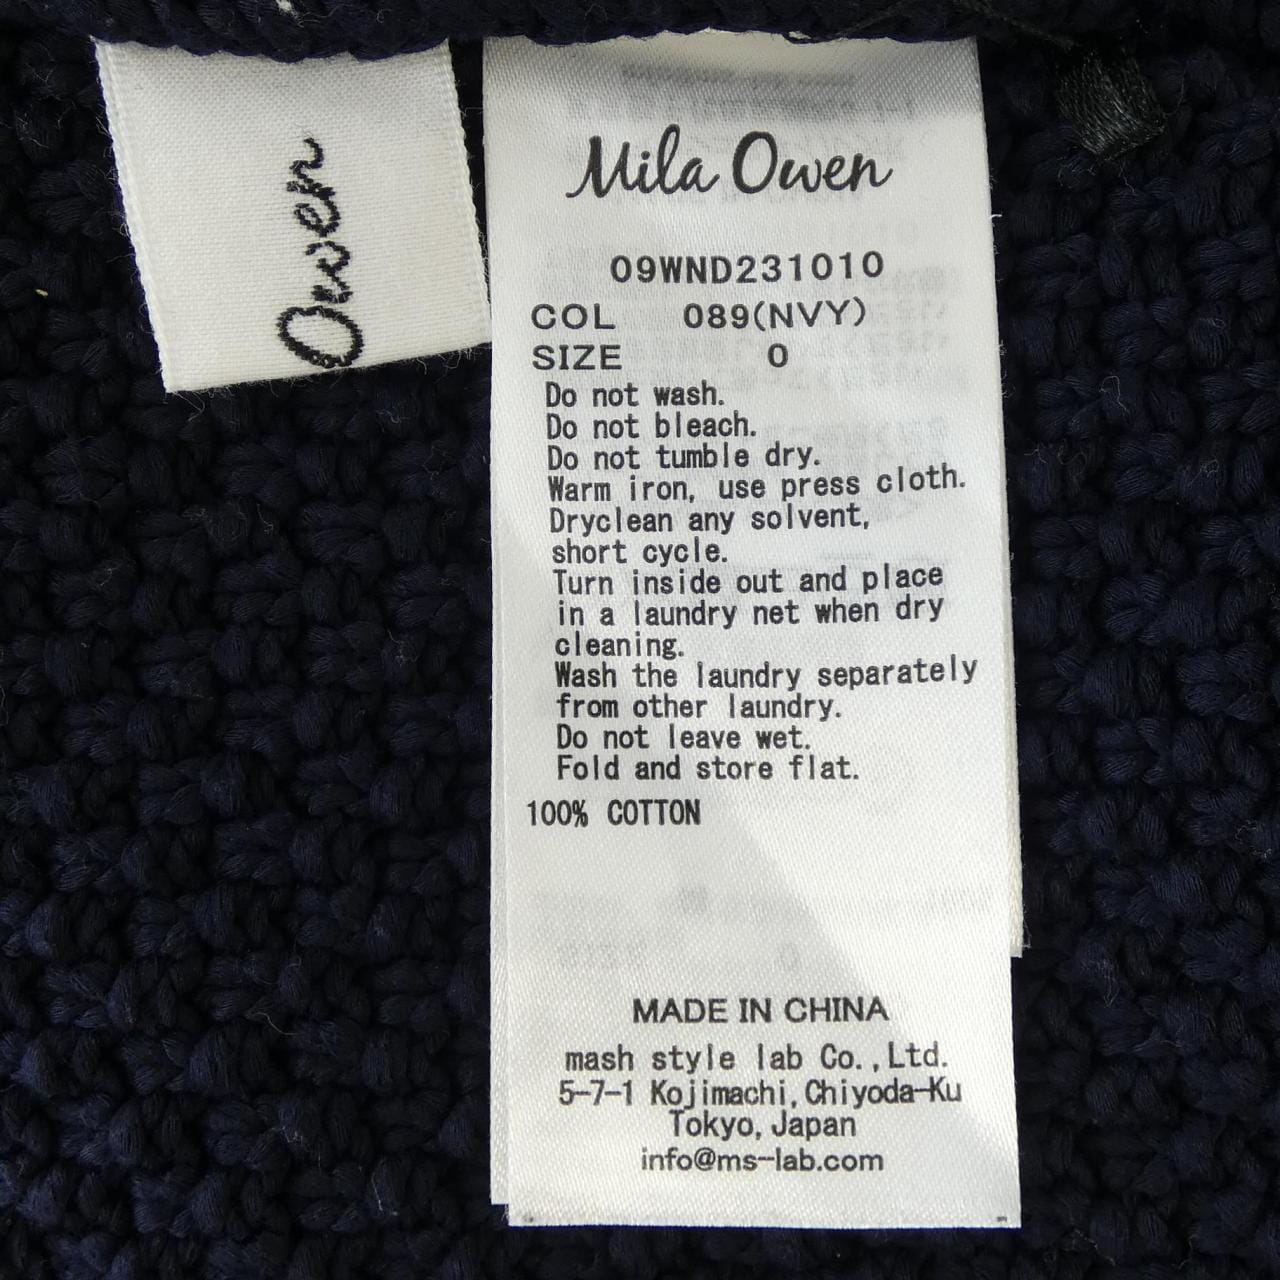 Owen
Mila Owen
09WND231010
COL 089(NVY)
SIZE 0
Do not wash.
Do not bleach.
Do not tumble dry.
Warm iron, use press cloth.
Dryclean any solvent,
short cycle.
Turn inside out and place
in a laundry net when dry
cleaning.
Wash the laundry separately
from other laundry.
Do not leave wet.
Fold and store flat.
100% COTTON
MADE IN CHINA
mash style lab Co.,Ltd.
5-7-1 Kojimachi,Chiyoda-Ku
Tokyo,Japan
info@ms-lab.com